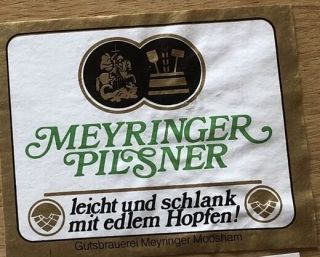 MEYRINGER
PILSNER
leicht und schlank
mit edlem Hopfen!
Gutsbrauerei Meyringer Moosham